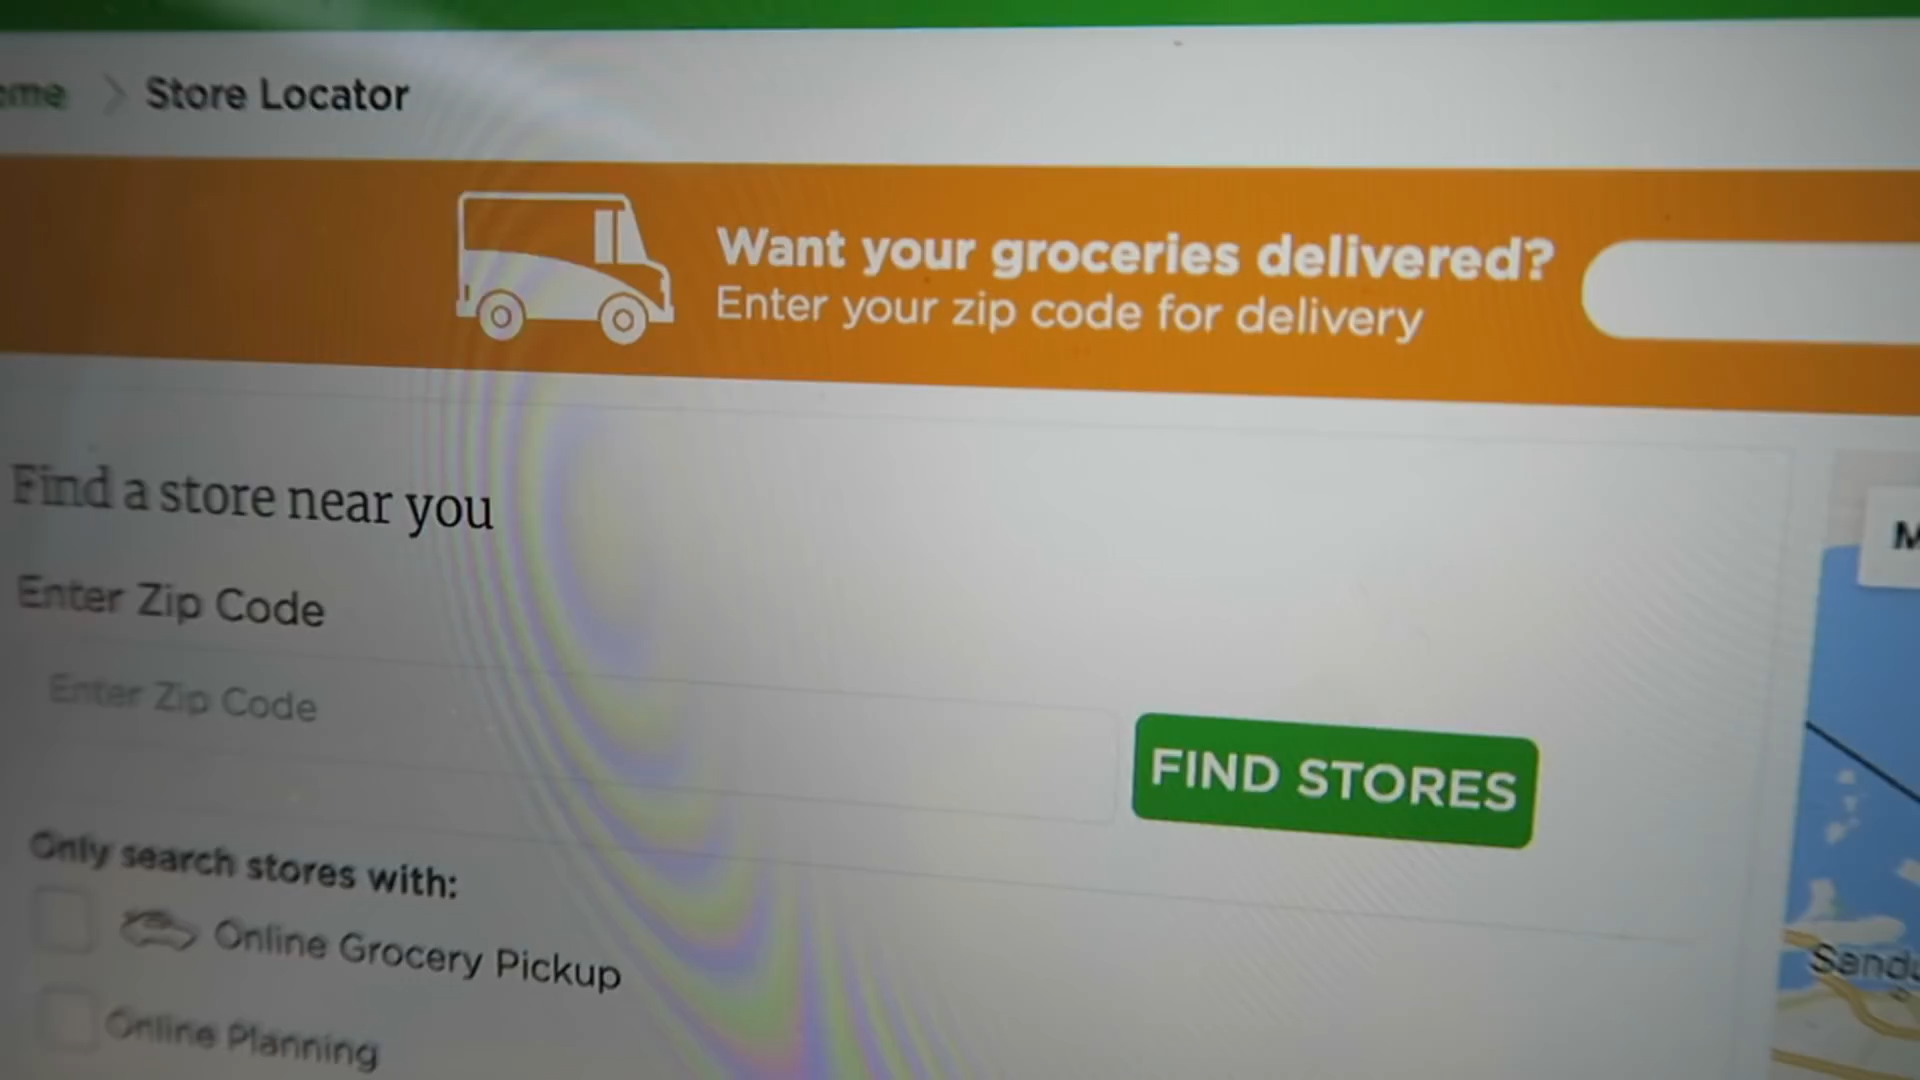 Store Locator
Want your groceries delivered?
Enter your zip code for delivery
Find a store near you
Enter Zip Code
Enter Zip Code
FIND STORES
Only search stores with:
Online Grocery Pickup
Online Planning